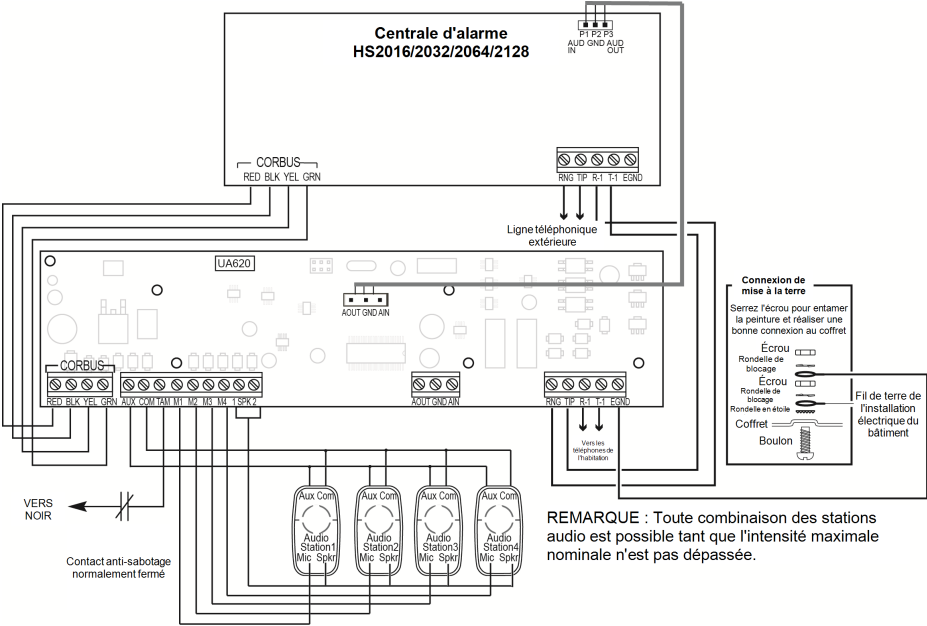 Centrale d'alarme
HS2016/2032/2064/2128
P1 P2 P3
AUD GND AUD
IN OUT
CORBUS
RED BLK YEL GRN
RNG TIP R-1 T-1 EGND
Ligne téléphonique
extérieure
UA620
AOUT GND AIN
CORBUS
RED BLK YEL GRN
AUX COM TAM M1 M2 M3 M4 1 SPK 2
AOUT GND AIN
RNG TIP R-1 T-1 EGND
Vers les
téléphones de
l'habitation
Connexion de
mise à la terre
Serrez l'écrou pour entamer
la peinture et réaliser une
bonne connexion au coffret
Écrou
Rondelle de
blocage
Écrou
Rondelle de
blocage
Rondelle en étoile
Coffret
Boulon
Fil de terre de
l'installation
électrique du
bâtiment
VERS
NOIR
Contact anti-sabotage
normalement fermé
Aux Com
Audio
Station1
Mic Spkr
Aux Com
Audio
Station2
Mic Spkr
Aux Com
Audio
Station3
Mic Spkr
Aux Com
Audio
Station4
Mic Spkr
REMARQUE : Toute combinaison des stations
audio est possible tant que l'intensité maximale
nominale n'est pas dépassée.